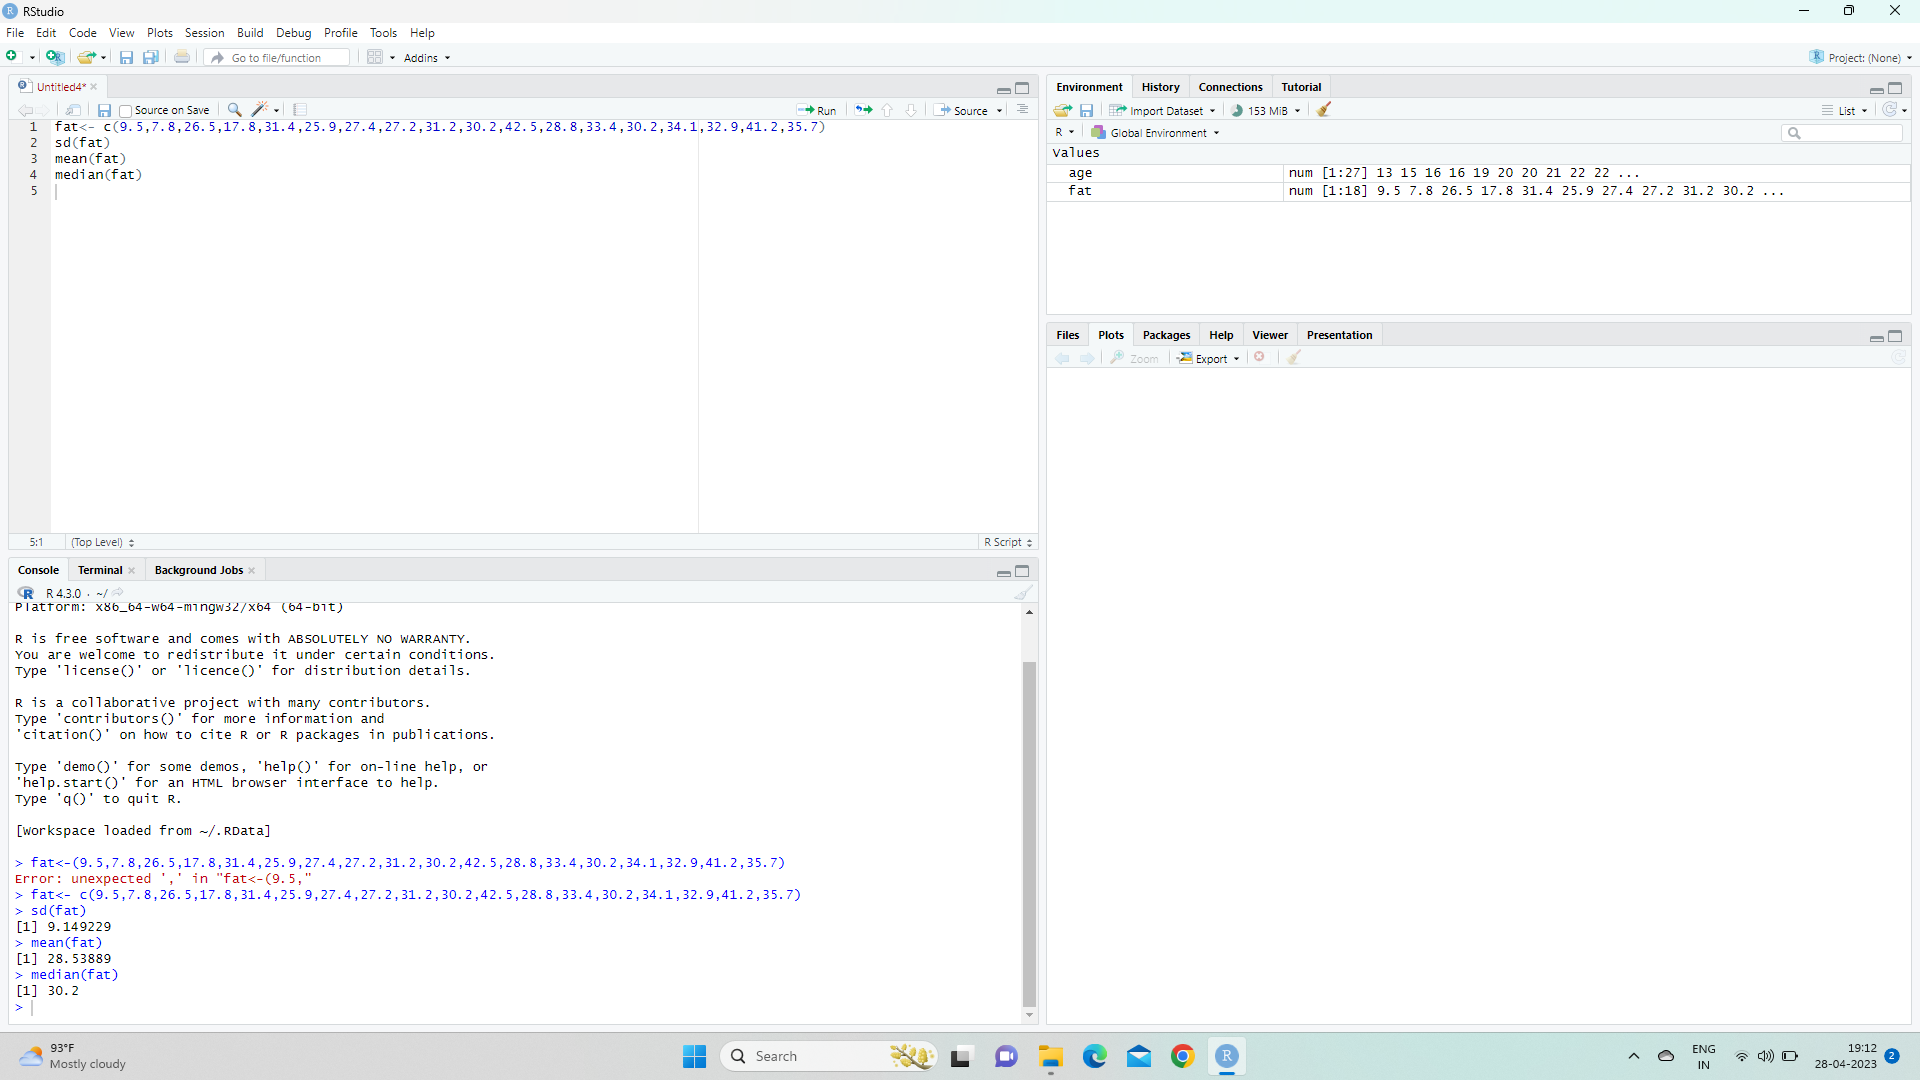 RStudio
File Edit Code View Plots Session Build Debug Profile Tools Help
Go to file/function Addins Project: (None)
Untitled4*
Source on Save Run Source
1 fat<- c(9.5,7.8,26.5,17.8,31.4,25.9,27.4,27.2,31.2,30.2,42.5,28.8,33.4,30.2,34.1,32.9,41.2,35.7)
2 sd(fat)
3 mean(fat)
4 median(fat)
5
5:1 (Top Level) R Script
Console Terminal Background Jobs
R 4.3.0 · ~/
Platform: x86_64-w64-mingw32/x64 (64-bit)
R is free software and comes with ABSOLUTELY NO WARRANTY.
You are welcome to redistribute it under certain conditions.
Type 'license()' or 'licence()' for distribution details.
R is a collaborative project with many contributors.
Type 'contributors()' for more information and
'citation()' on how to cite R or R packages in publications.
Type 'demo()' for some demos, 'help()' for on-line help, or
'help.start()' for an HTML browser interface to help.
Type 'q()' to quit R.
[Workspace loaded from ~/.RData]
> fat<-(9.5,7.8,26.5,17.8,31.4,25.9,27.4,27.2,31.2,30.2,42.5,28.8,33.4,30.2,34.1,32.9,41.2,35.7)
Error: unexpected ',' in "fat<-(9.5,"
> fat<- c(9.5,7.8,26.5,17.8,31.4,25.9,27.4,27.2,31.2,30.2,42.5,28.8,33.4,30.2,34.1,32.9,41.2,35.7)
> sd(fat)
[1] 9.149229
> mean(fat)
[1] 28.53889
> median(fat)
[1] 30.2
>
Environment History Connections Tutorial
Import Dataset 153 MiB List
R Global Environment
Values
age num [1:27] 13 15 16 16 19 20 20 21 22 22 ...
fat num [1:18] 9.5 7.8 26.5 17.8 31.4 25.9 27.4 27.2 31.2 30.2 ...
Files Plots Packages Help Viewer Presentation
Zoom Export
93°F
Mostly cloudy
Search
ENG
IN
19:12
28-04-2023
2